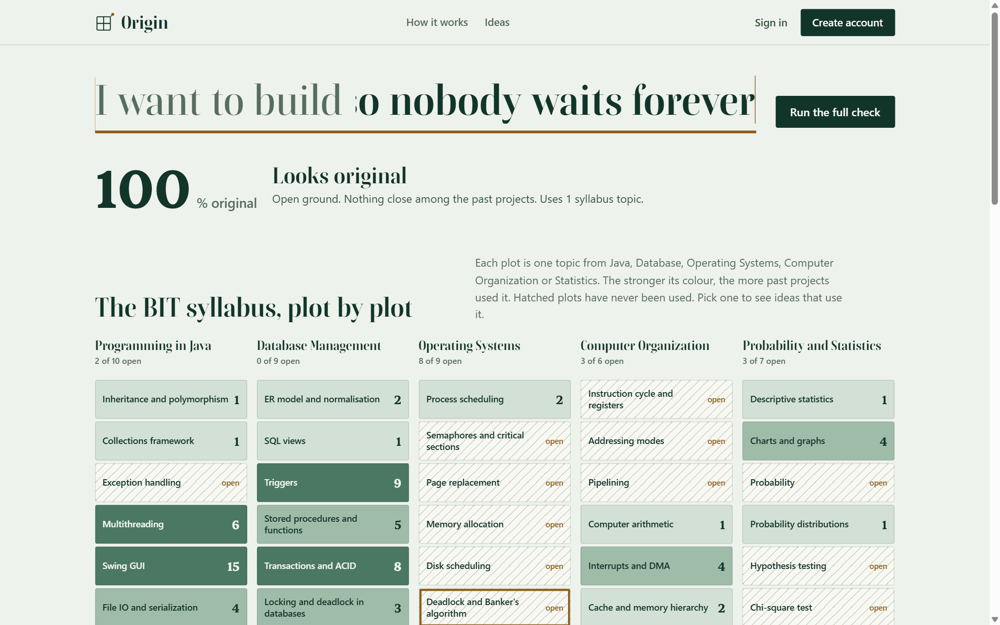 Origin
How it works
Ideas
Sign in
Create account
I want to build so nobody waits forever
Run the full check
100 % original
Looks original
Open ground. Nothing close among the past projects. Uses 1 syllabus topic.
The BIT syllabus, plot by plot
Each plot is one topic from Java, Database, Operating Systems, Computer
Organization or Statistics. The stronger its colour, the more past projects
used it. Hatched plots have never been used. Pick one to see ideas that use
it.
Programming in Java
2 of 10 open
Inheritance and polymorphism 1
Collections framework 1
Exception handling open
Multithreading 6
Swing GUI 15
File IO and serialization 4
Database Management
0 of 9 open
ER model and normalisation 2
SQL views 1
Triggers 9
Stored procedures and
functions 5
Transactions and ACID 8
Locking and deadlock in
databases 3
Operating Systems
8 of 9 open
Process scheduling 2
Semaphores and critical
sections open
Page replacement open
Memory allocation open
Disk scheduling open
Deadlock and Banker's
algorithm open
Computer Organization
3 of 6 open
Instruction cycle and
registers open
Addressing modes open
Pipelining open
Computer arithmetic 1
Interrupts and DMA 4
Cache and memory hierarchy 2
Probability and Statistics
3 of 7 open
Descriptive statistics 1
Charts and graphs 4
Probability open
Probability distributions 1
Hypothesis testing open
Chi-square test open